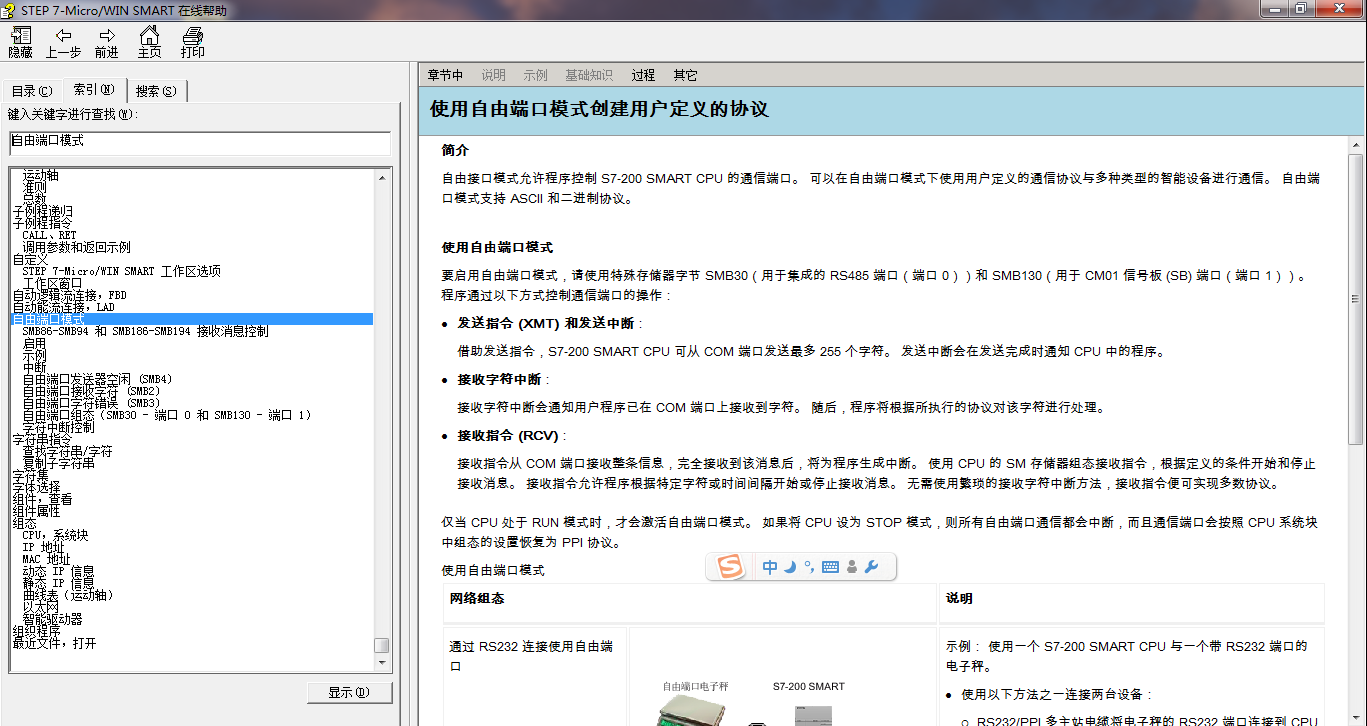 STEP 7-Micro/WIN SMART 在线帮助
隐藏 上一步 前进 主页 打印
目录(C) 索引(N) 搜索(S)
键入关键字进行查找(W):
自由端口模式
运动轴
准则
总数
子例程递归
子例程指令
CALL、RET
调用参数和返回示例
自定义
STEP 7-Micro/WIN SMART 工作区选项
工作区窗口
自动逻辑流连接，FBD
自动能流连接，LAD
自由端口模式
SMB86-SMB94 和 SMB186-SMB194 接收消息控制
启用
示例
中断
自由端口发送器空闲 (SMB4)
自由端口接收字符 (SMB2)
自由端口字符错误 (SMB3)
自由端口组态（SMB30 - 端口 0 和 SMB130 - 端口 1）
字符中断控制
字符串指令
查找字符串/字符
复制子字符串
字符集
字体选择
组件，查看
组件属性
组态
CPU，系统块
IP 地址
MAC 地址
动态 IP 信息
静态 IP 信息
曲线表（运动轴）
以太网
智能驱动器
组织程序
最近文件，打开
显示(D)
章节中 说明 示例 基础知识 过程 其它
使用自由端口模式创建用户定义的协议
简介
自由接口模式允许程序控制 S7-200 SMART CPU 的通信端口。 可以在自由端口模式下使用用户定义的通信协议与多种类型的智能设备进行通信。 自由端
口模式支持 ASCII 和二进制协议。
使用自由端口模式
要启用自由端口模式，请使用特殊存储器字节 SMB30（用于集成的 RS485 端口（端口 0））和 SMB130（用于 CM01 信号板 (SB) 端口（端口 1））。
程序通过以下方式控制通信端口的操作：
• 发送指令 (XMT) 和发送中断：
借助发送指令，S7-200 SMART CPU 可从 COM 端口发送最多 255 个字符。 发送中断会在发送完成时通知 CPU 中的程序。
• 接收字符中断：
接收字符中断会通知用户程序已在 COM 端口上接收到字符。 随后，程序将根据所执行的协议对该字符进行处理。
• 接收指令 (RCV)：
接收指令从 COM 端口接收整条信息，完全接收到该消息后，将为程序生成中断。 使用 CPU 的 SM 存储器组态接收指令，根据定义的条件开始和停止
接收消息。 接收指令允许程序根据特定字符或时间间隔开始或停止接收消息。 无需使用繁琐的接收字符中断方法，接收指令便可实现多数协议。
仅当 CPU 处于 RUN 模式时，才会激活自由端口模式。 如果将 CPU 设为 STOP 模式，则所有自由端口通信都会中断，而且通信端口会按照 CPU 系统块
中组态的设置恢复为 PPI 协议。
使用自由端口模式
S 中
网络组态 说明
通过 RS232 连接使用自由端
口
自由端口电子秤 S7-200 SMART
示例： 使用一个 S7-200 SMART CPU 与一个带 RS232 端口的
电子秤。
• 使用以下方法之一连接两台设备：
○ RS232/PPI 多主站电缆将电子秤的 RS232 端口连接到 CPU